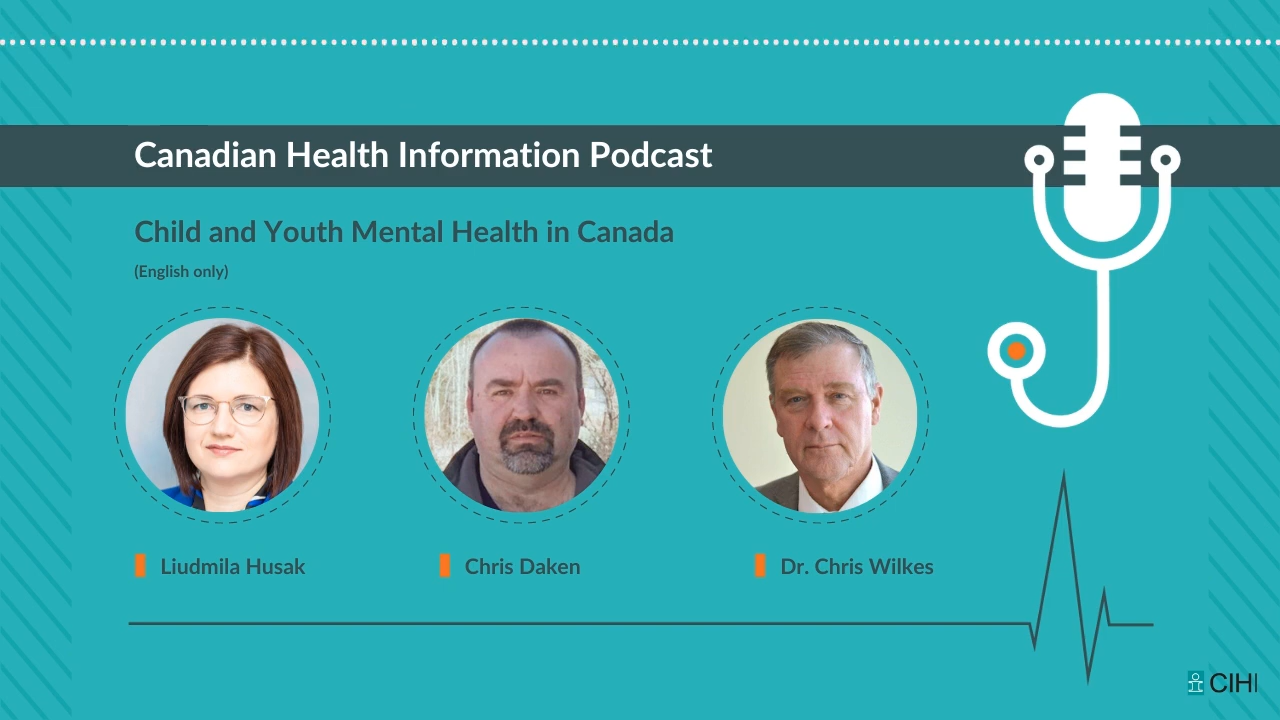 Canadian Health Information Podcast
Child and Youth Mental Health in Canada
(English only)
Liudmila Husak
Chris Daken
Dr. Chris Wilkes
CIHI